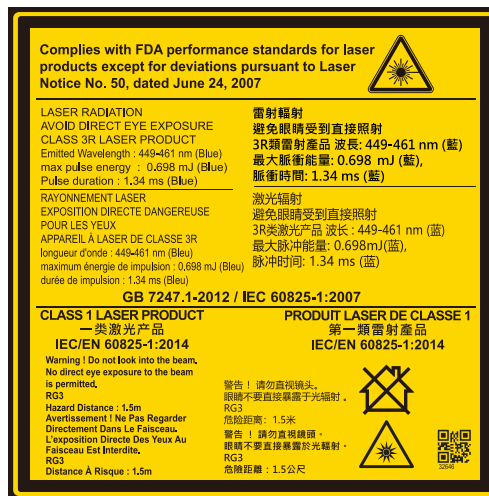 Complies with FDA performance standards for laser
products except for deviations pursuant to Laser
Notice No. 50, dated June 24, 2007
LASER RADIATION
AVOID DIRECT EYE EXPOSURE
CLASS 3R LASER PRODUCT
Emitted Wavelength : 449-461 nm (Blue)
max pulse energy : 0.698 mJ (Blue)
Pulse duration : 1.34 ms (Blue)
雷射輻射
避免眼睛受到直接照射
3R類雷射產品 波長: 449-461 nm (藍)
最大脈衝能量: 0.698 mJ (藍),
脈衝時間: 1.34 ms (藍)
RAYONNEMENT LASER
EXPOSITION DIRECTE DANGEREUSE
POUR LES YEUX
APPAREIL À LASER DE CLASSE 3R
longueur d'onde : 449-461 nm (Bleu)
maximum énergie de impulsion : 0,698 mJ (Bleu)
durée de impulsion : 1.34 ms (Bleu)
激光辐射
避免眼睛受到直接照射
3R类激光产品 波长 : 449-461 nm (蓝)
最大脉冲能量: 0.698mJ(蓝),
脉冲时间: 1.34 ms (蓝)
GB 7247.1-2012 / IEC 60825-1:2007
CLASS 1 LASER PRODUCT
一类激光产品
IEC/EN 60825-1:2014
PRODUIT LASER DE CLASSE 1
第一類雷射產品
IEC/EN 60825-1:2014
Warning ! Do not look into the beam.
No direct eye exposure to the beam
is permitted.
RG3
Hazard Distance : 1.5m
Avertissement ! Ne Pas Regarder
Directement Dans Le Faisceau.
L'exposition Directe Des Yeux Au
Faisceau Est Interdite.
RG3
Distance À Risque : 1.5m
警告！请勿直视镜头。
眼睛不要直接暴露于光辐射 。
RG3
危险距离：1.5米
警告！ 請勿直視鏡頭。
眼睛不要直接暴露於光輻射。
RG3
危險距離：1.5公尺
32646